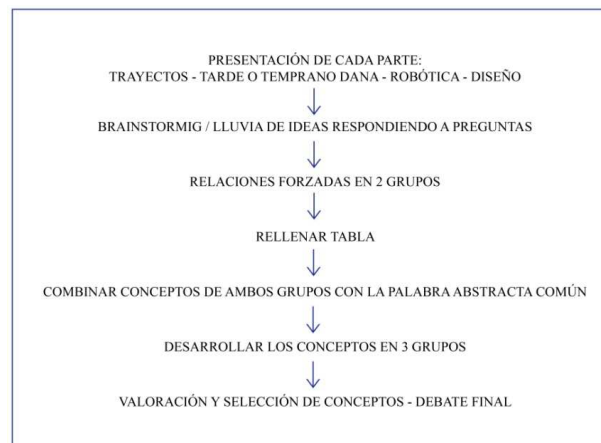 PRESENTACIÓN DE CADA PARTE:
TRAYECTOS - TARDE O TEMPRANO DANA - ROBÓTICA - DISEÑO
BRAINSTORMIG / LLUVIA DE IDEAS RESPONDIENDO A PREGUNTAS
RELACIONES FORZADAS EN 2 GRUPOS
RELLENAR TABLA
COMBINAR CONCEPTOS DE AMBOS GRUPOS CON LA PALABRA ABSTRACTA COMÚN
DESARROLLAR LOS CONCEPTOS EN 3 GRUPOS
VALORACIÓN Y SELECCIÓN DE CONCEPTOS - DEBATE FINAL